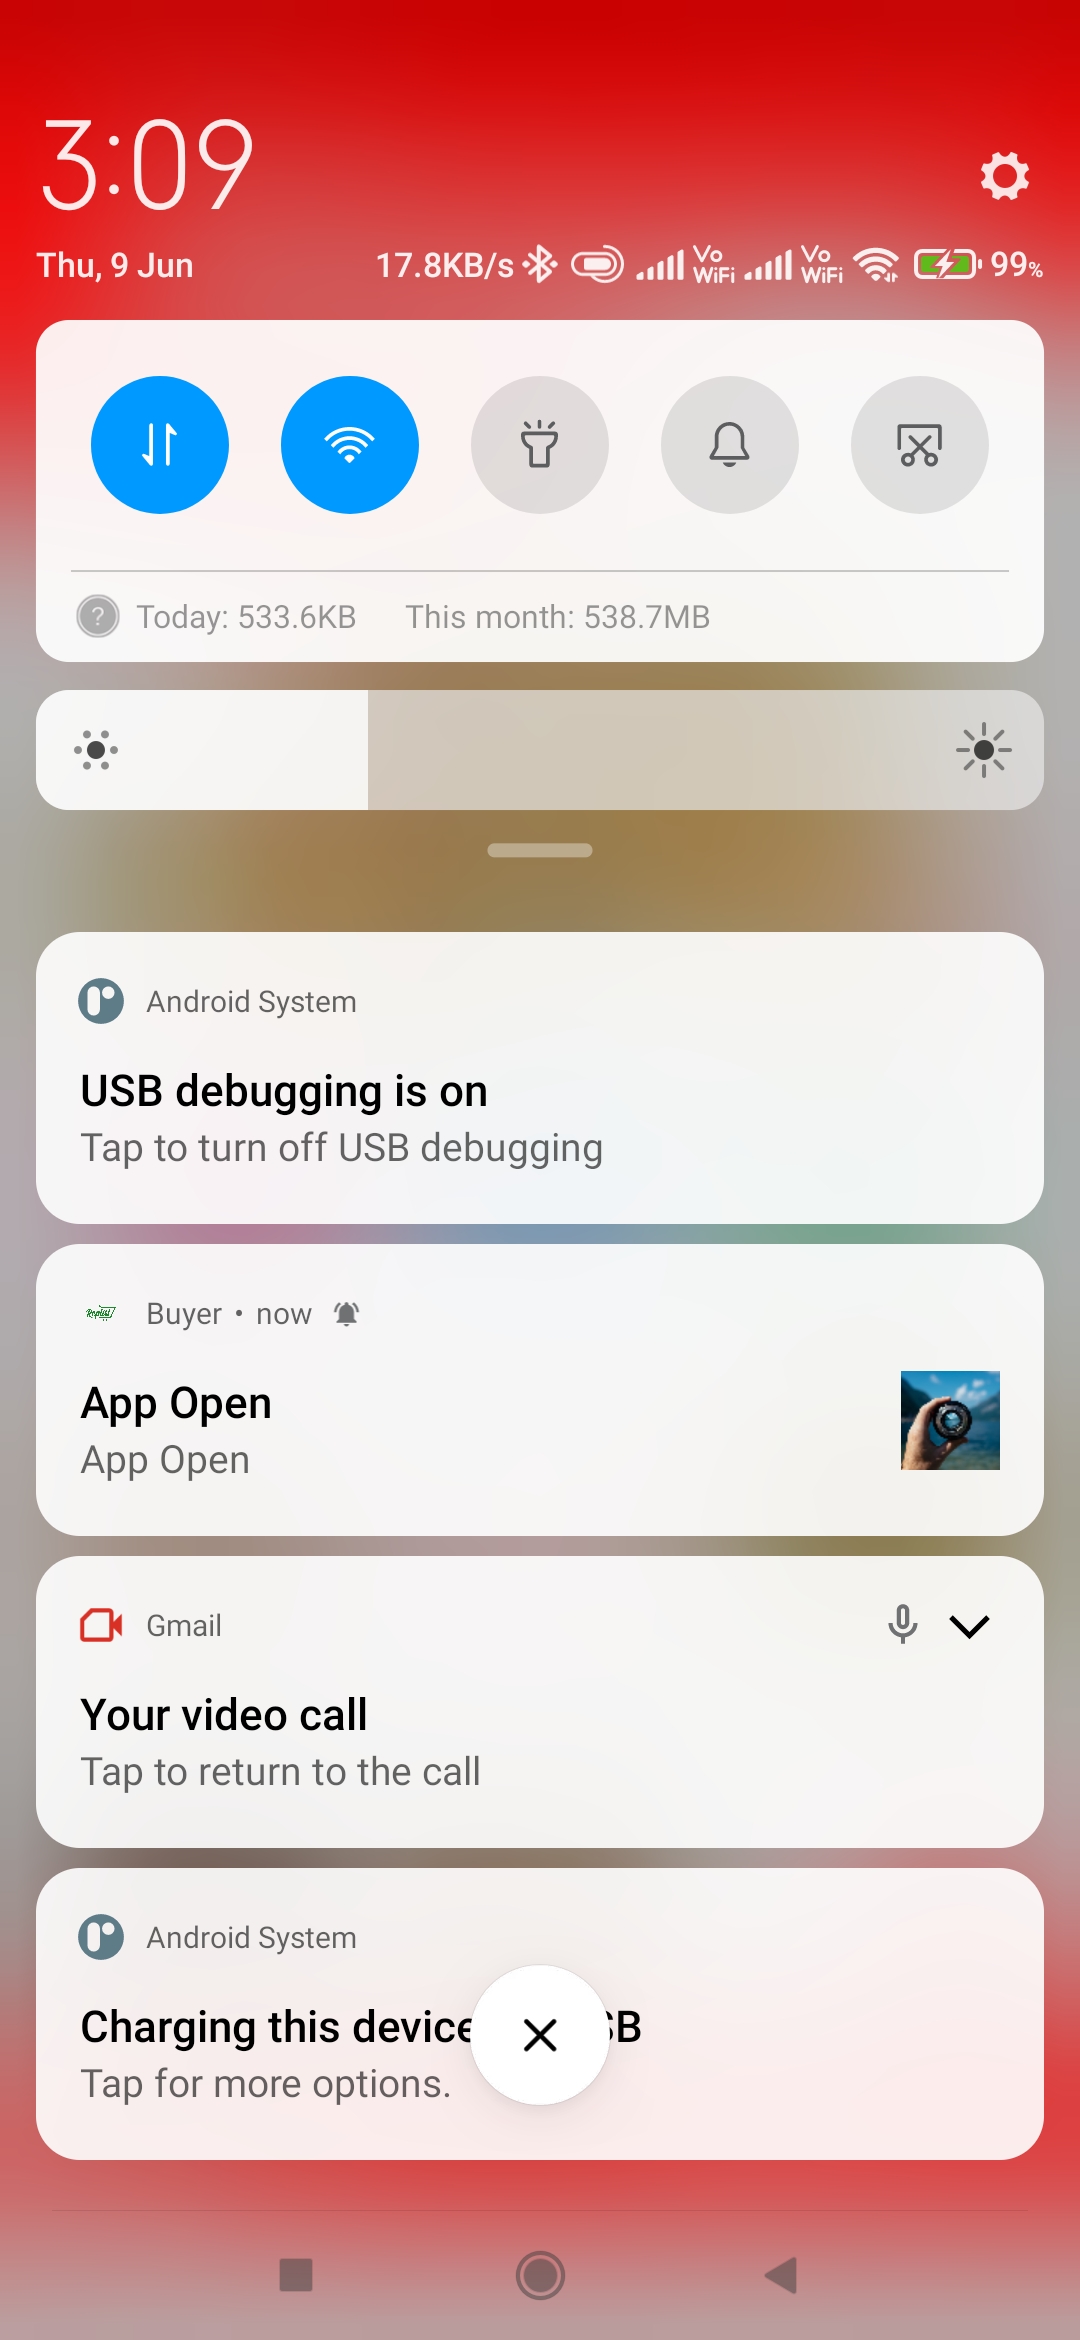 3:09
Thu, 9 Jun 17.8KB/s Vo WiFi Vo WiFi 99%
Today: 533.6KB This month: 538.7MB
Android System
USB debugging is on
Tap to turn off USB debugging
Buyer • now
App Open
App Open
Gmail
Your video call
Tap to return to the call
Android System
Charging this device SB
Tap for more options.